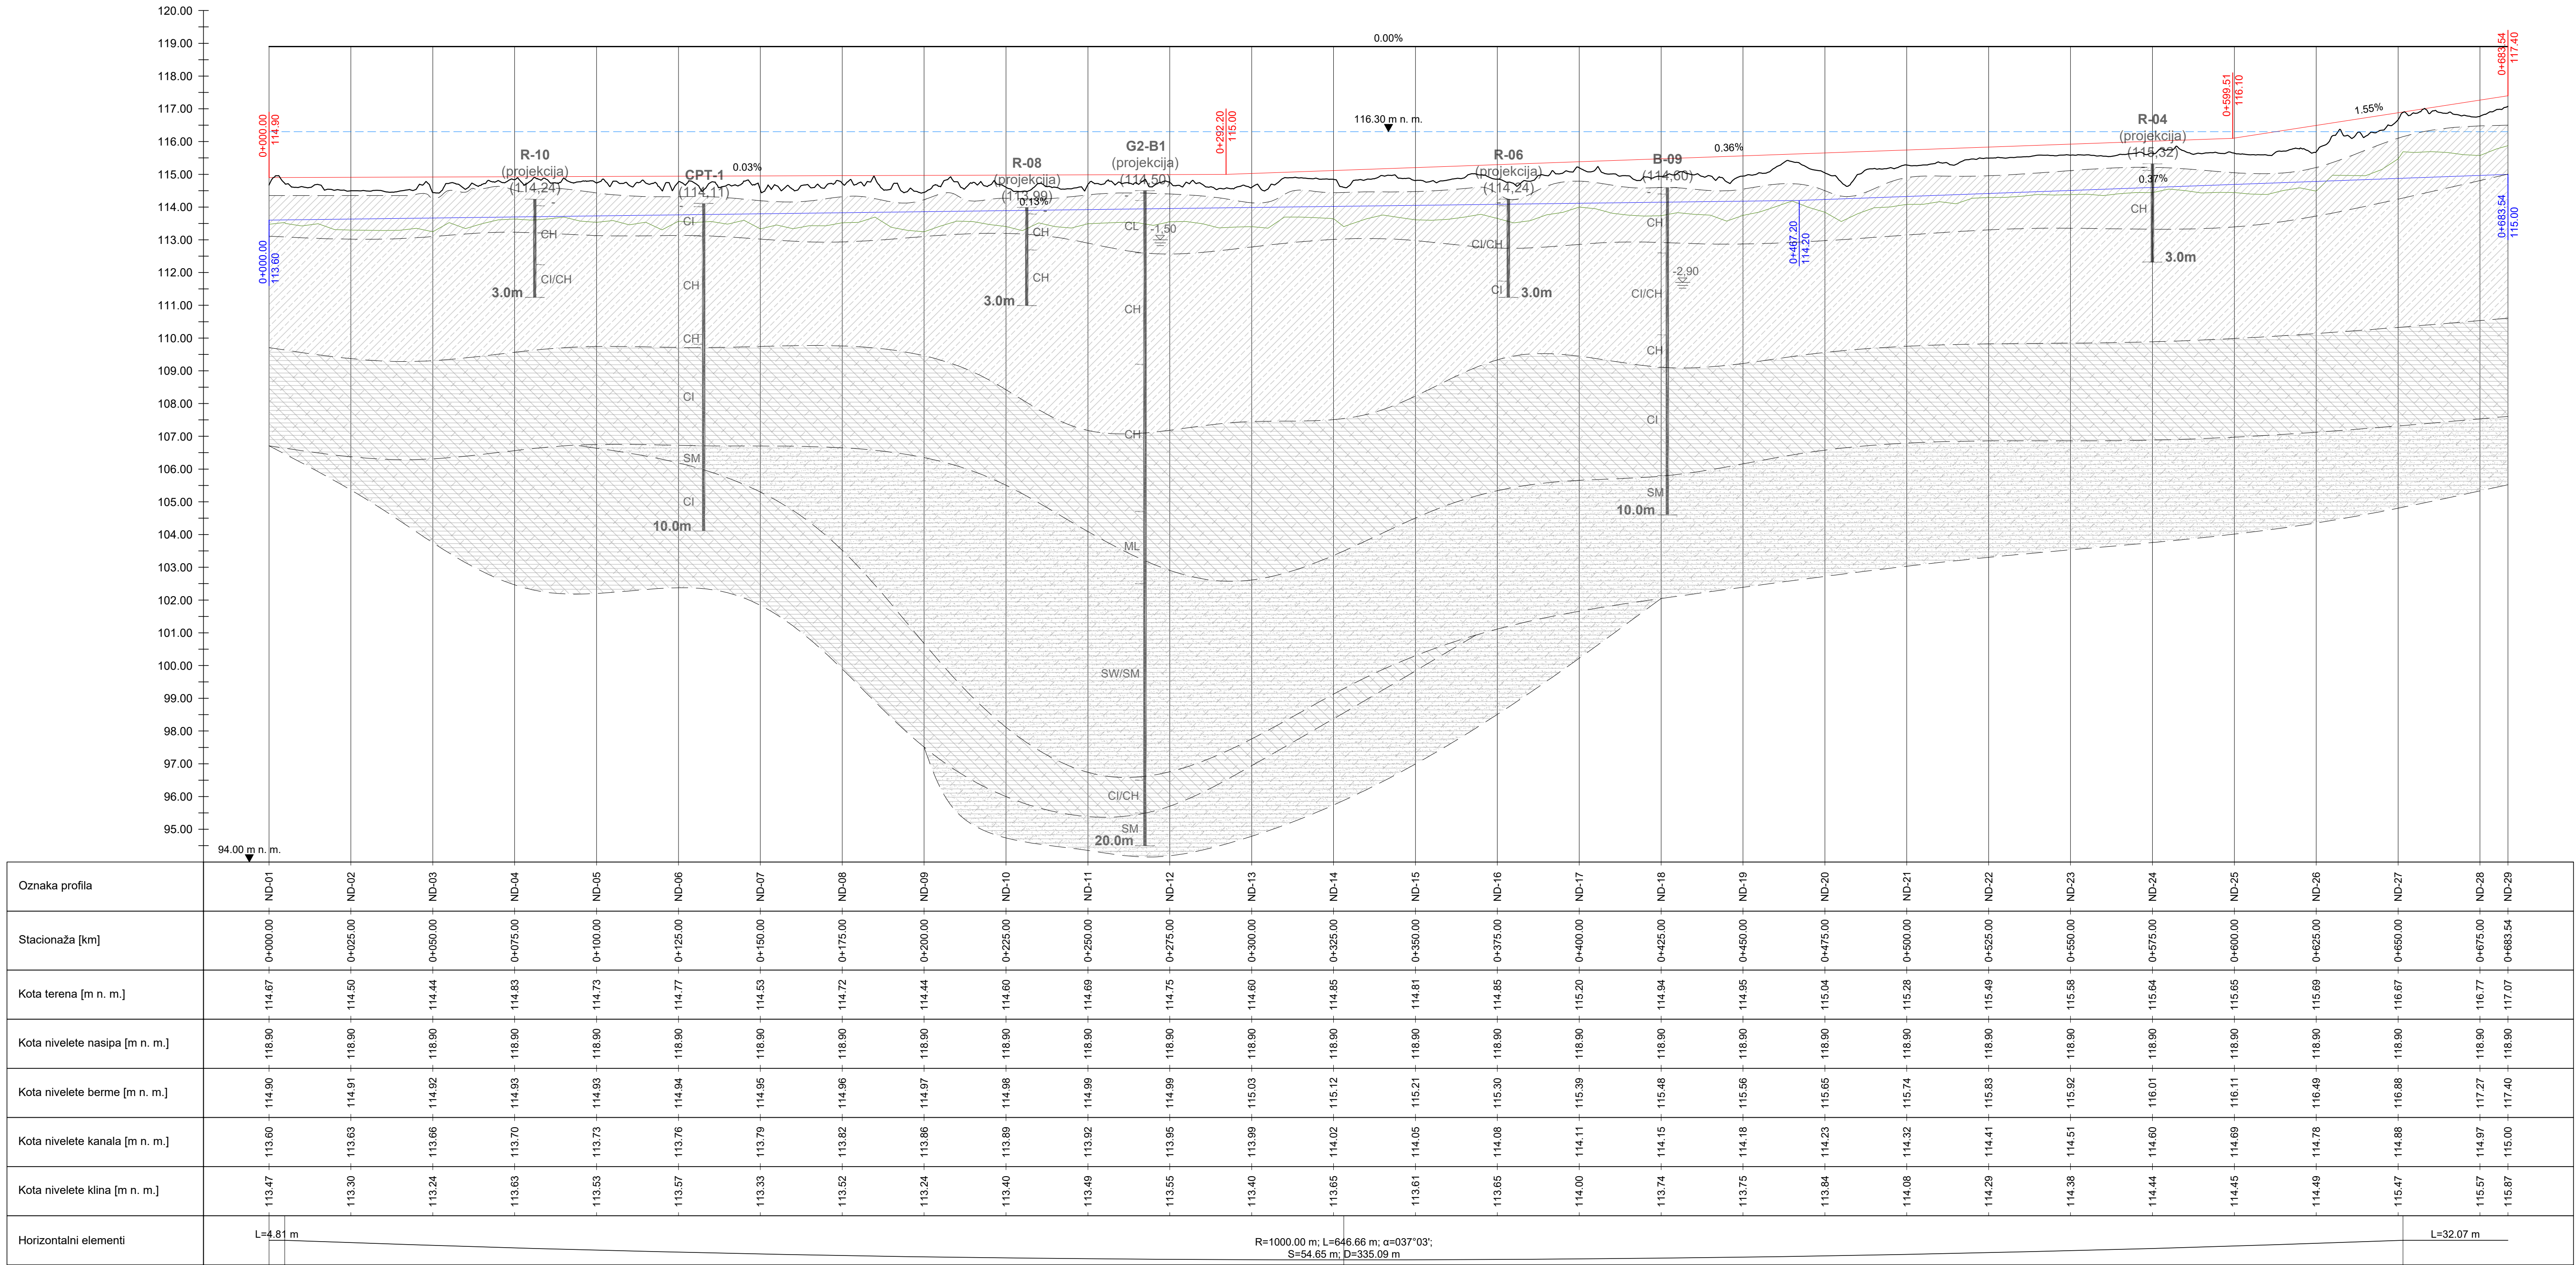 120.00
119.00
118.00
117.00
116.00
115.00
114.00
113.00
112.00
111.00
110.00
109.00
108.00
107.00
106.00
105.00
104.00
103.00
102.00
101.00
100.00
99.00
98.00
97.00
96.00
95.00
94.00 m n. m.
0.00%
116.30 m n. m.
0+000.00
114.90
0.03%
0+292.20
115.00
0.36%
0+599.51
116.10
1.55%
0+683.54
117.40
0+000.00
113.60
0.13%
0+467.20
114.20
0.37%
0+683.54
115.00
R-10
(projekcija)
(114,24)
CH
CI/CH
3.0m
CPT-1
(114,11)
CI
CH
CH
CI
SM
CI
10.0m
R-08
(projekcija)
(113,99)
CH
CH
3.0m
G2-B1
(projekcija)
(114,50)
-1,50
CL
CH
CH
ML
SW/SM
CI/CH
SM
20.0m
R-06
(projekcija)
(114,24)
CI/CH
CI
3.0m
B-09
(114,60)
-2,90
CH
CI/CH
CH
CI
SM
10.0m
R-04
(projekcija)
(115,32)
CH
3.0m
Oznaka profila ND-01 ND-02 ND-03 ND-04 ND-05 ND-06 ND-07 ND-08 ND-09 ND-10 ND-11 ND-12 ND-13 ND-14 ND-15 ND-16 ND-17 ND-18 ND-19 ND-20 ND-21 ND-22 ND-23 ND-24 ND-25 ND-26 ND-27 ND-28 ND-29
Stacionaža [km] 0+000.00 0+025.00 0+050.00 0+075.00 0+100.00 0+125.00 0+150.00 0+175.00 0+200.00 0+225.00 0+250.00 0+275.00 0+300.00 0+325.00 0+350.00 0+375.00 0+400.00 0+425.00 0+450.00 0+475.00 0+500.00 0+525.00 0+550.00 0+575.00 0+600.00 0+625.00 0+650.00 0+675.00 0+683.54
Kota terena [m n. m.] 114.67 114.50 114.44 114.83 114.73 114.77 114.53 114.72 114.44 114.60 114.69 114.75 114.60 114.85 114.81 114.85 115.20 114.94 114.95 115.04 115.28 115.49 115.58 115.64 115.65 115.69 116.67 116.77 117.07
Kota nivelete nasipa [m n. m.] 118.90 118.90 118.90 118.90 118.90 118.90 118.90 118.90 118.90 118.90 118.90 118.90 118.90 118.90 118.90 118.90 118.90 118.90 118.90 118.90 118.90 118.90 118.90 118.90 118.90 118.90 118.90 118.90 118.90
Kota nivelete berme [m n. m.] 114.90 114.91 114.92 114.93 114.93 114.94 114.95 114.96 114.97 114.98 114.99 114.99 115.03 115.12 115.21 115.30 115.39 115.48 115.56 115.65 115.74 115.83 115.92 116.01 116.11 116.49 116.88 117.27 117.40
Kota nivelete kanala [m n. m.] 113.60 113.63 113.66 113.70 113.73 113.76 113.79 113.82 113.86 113.89 113.92 113.95 113.99 114.02 114.05 114.08 114.11 114.15 114.18 114.23 114.32 114.41 114.51 114.60 114.69 114.78 114.88 114.97 115.00
Kota nivelete klina [m n. m.] 113.47 113.30 113.24 113.63 113.53 113.57 113.33 113.52 113.24 113.40 113.49 113.55 113.40 113.65 113.61 113.65 114.00 113.74 113.75 113.84 114.08 114.29 114.38 114.44 114.45 114.49 115.47 115.57 115.87
Horizontalni elementi
L=4.81 m
R=1000.00 m; L=646.66 m; α=037°03';
S=54.65 m; D=335.09 m
L=32.07 m